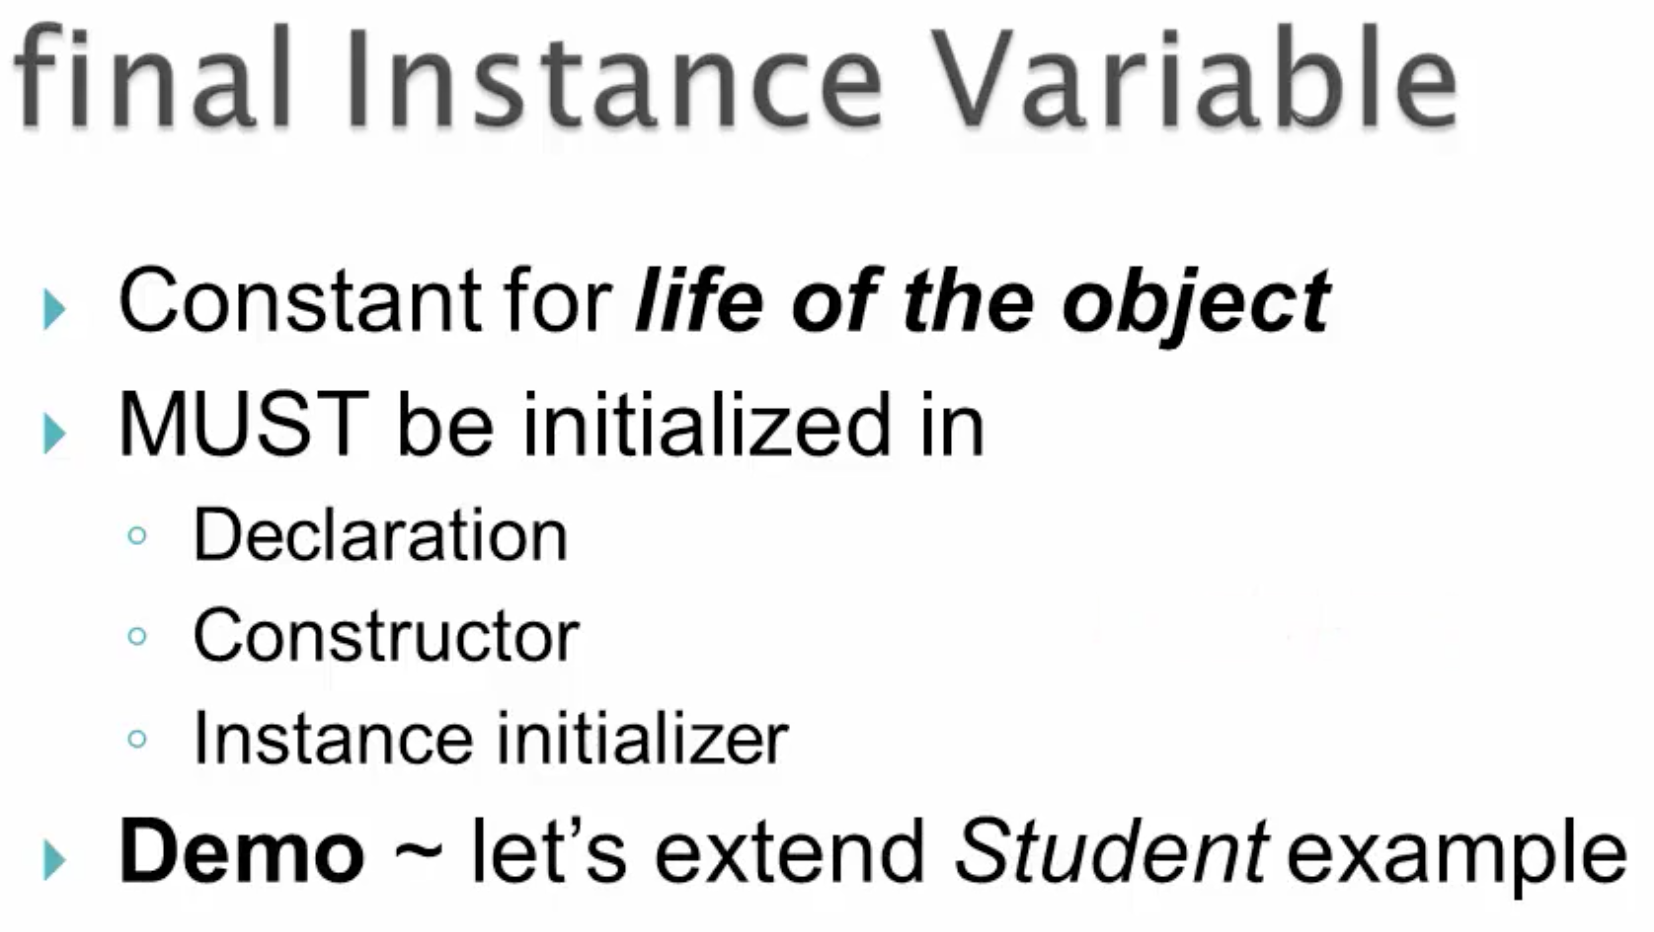 final Instance Variable
Constant for life of the object
MUST be initialized in
Declaration
Constructor
Instance initializer
Demo ~ let’s extend Student example